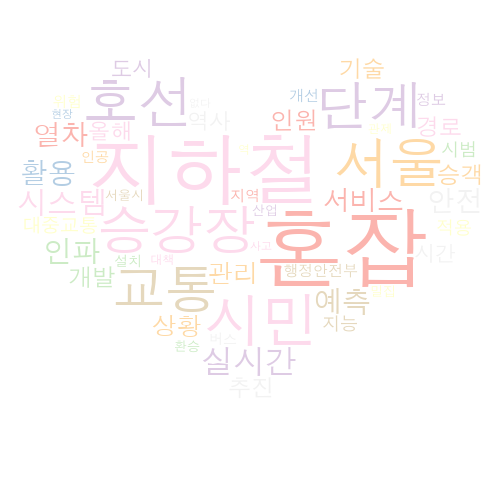 도시
기술
호선
단계
개선
정보
현장
역사
열차
올해
인원
경로
지하철
서울
시범
인공
활용
승객
시스템
서울시
지역
서비스
안전
승강장
산업
대중교통
혼잡
인파
사고
시간
설치
대책
개발
교통
관리
행정안전부
예측
시민
상황
지능
버스
환승
실시간
추진